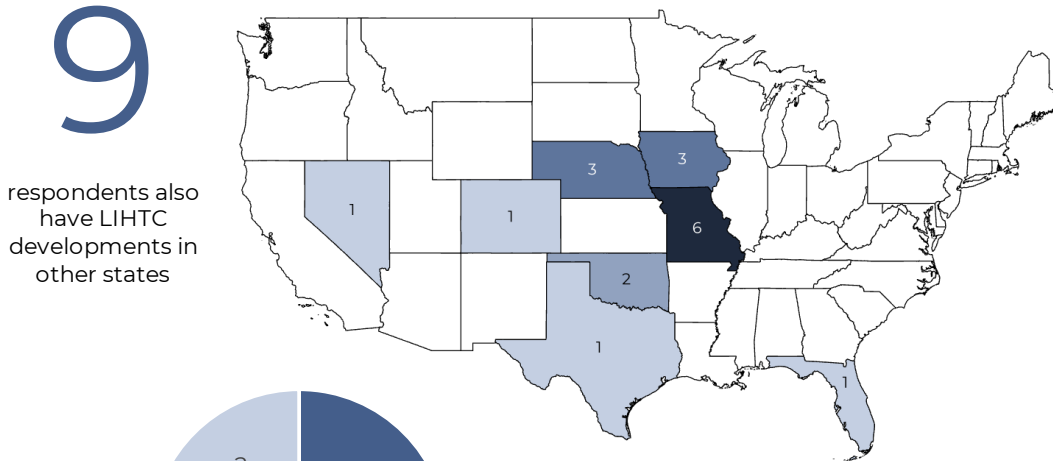 9
respondents also
have LIHTC
developments in
other states
3
3
1
1
6
2
1
1